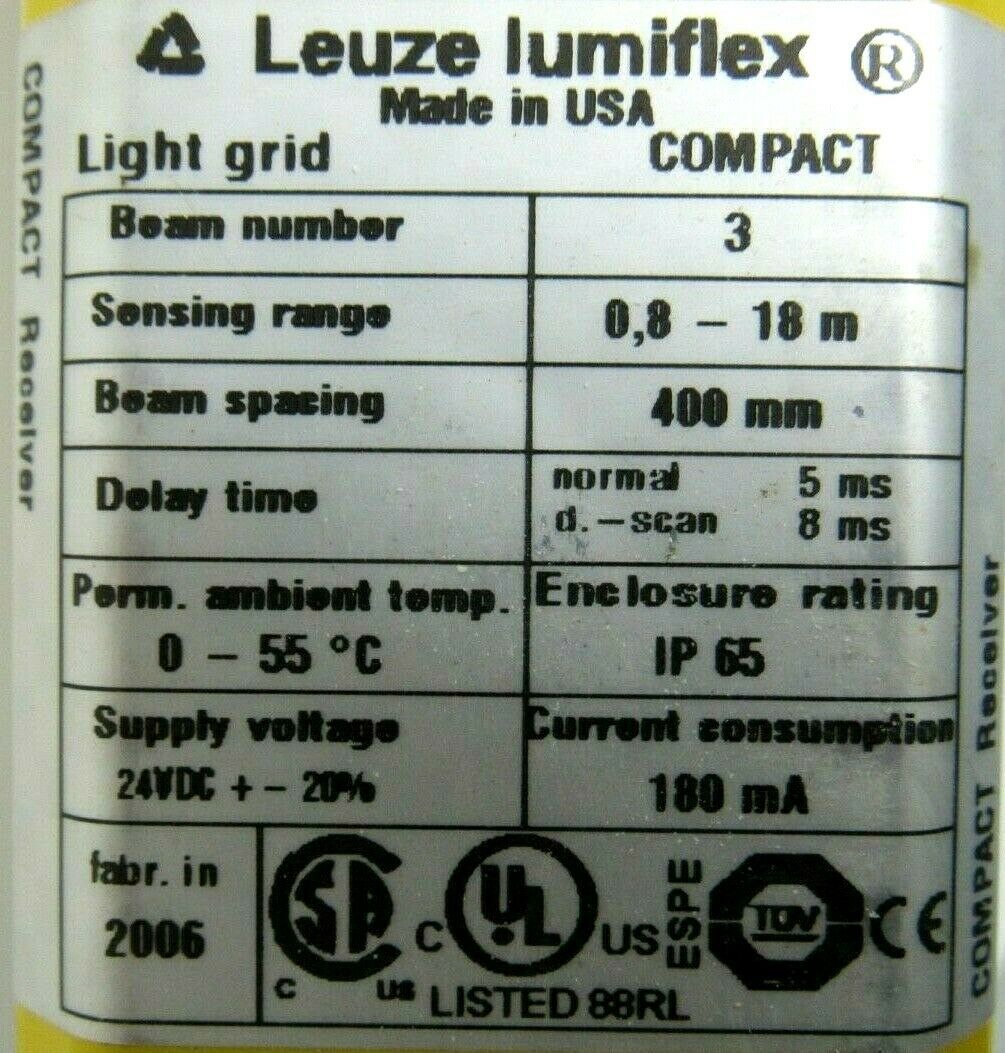 Leuze lumiflex ®
Made in USA
Light grid COMPACT
Beam number 3
Sensing range 0,8 – 18 m
Beam spacing 400 mm
Delay time normal 5 ms
d.–scan 8 ms
Perm. ambient temp. Enclosure rating
0 – 55 °C IP 65
Supply voltage Current consumption
24VDC + – 20% 180 mA
fabr. in
2006
SA
C US
C UL US
LISTED 88RL
ESPE
TÜV
CE
COMPACT Receiver
COMPACT Receiver